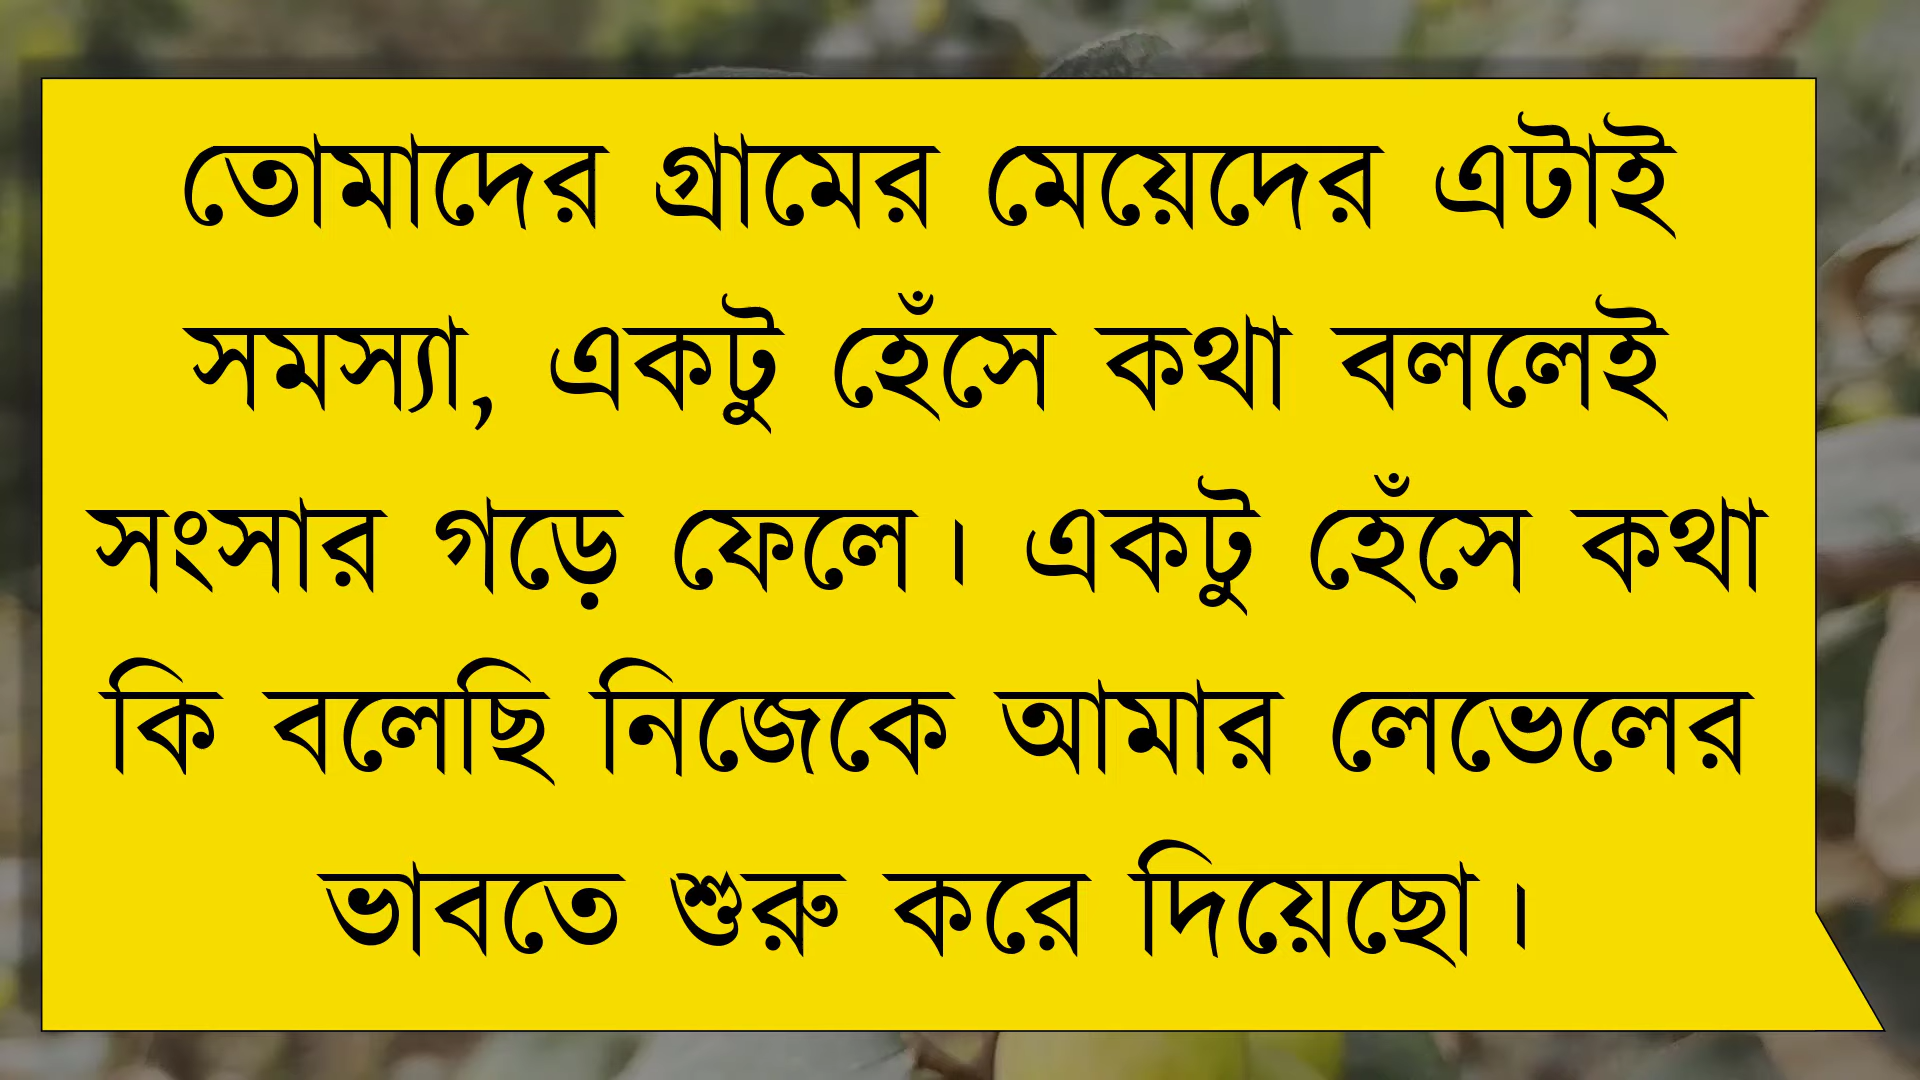 তোমাদের গ্রামের মেয়েদের এটাই
সমস্যা, একটু হেঁসে কথা বললেই
সংসার গড়ে ফেলে। একটু হেঁসে কথা
কি বলেছি নিজেকে আমার লেভেলের
ভাবতে শুরু করে দিয়েছো।